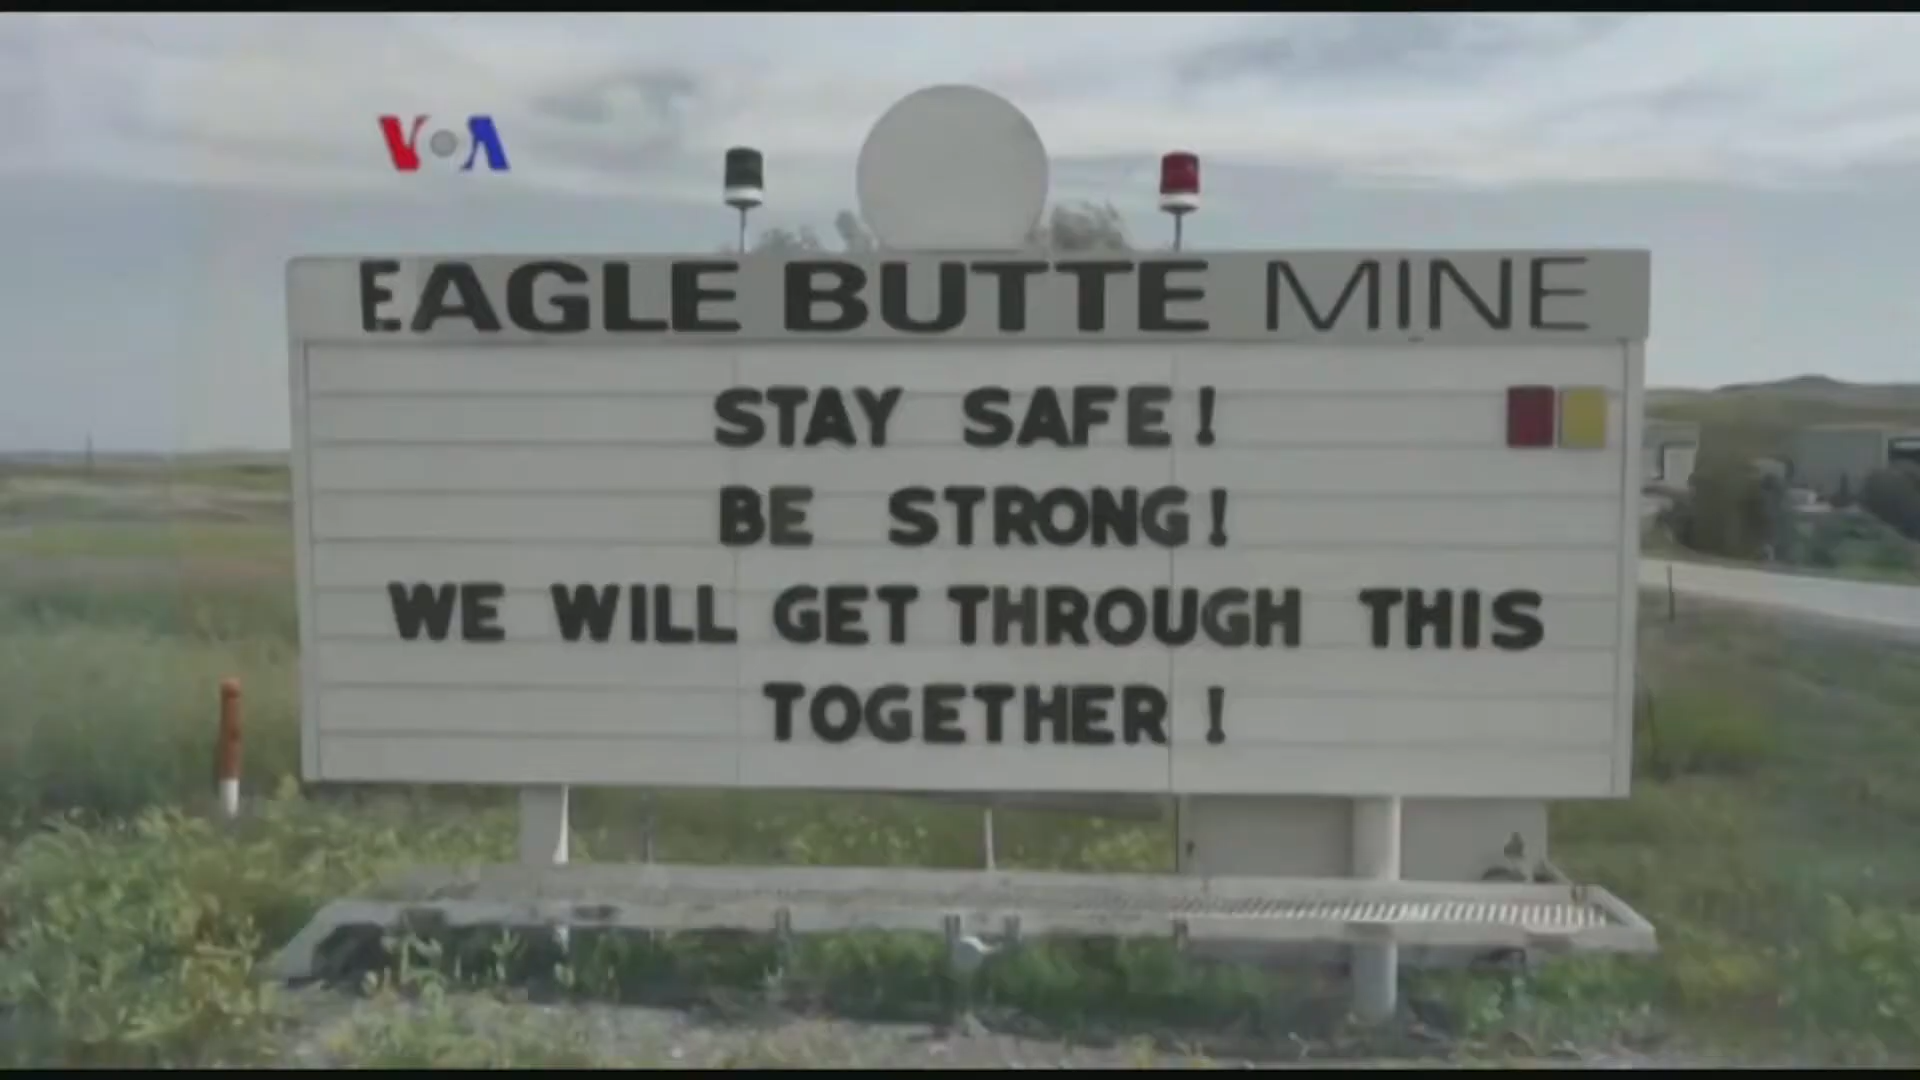 VOA
EAGLE BUTTE MINE
STAY SAFE!
BE STRONG!
WE WILL GET THROUGH THIS
TOGETHER!